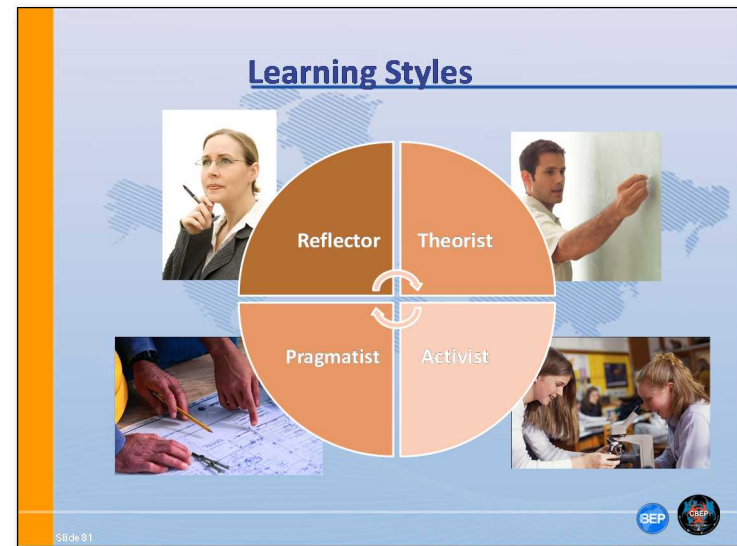 Learning Styles
Reflector
Theorist
Pragmatist
Activist
Slide 81
BEP
CBEP